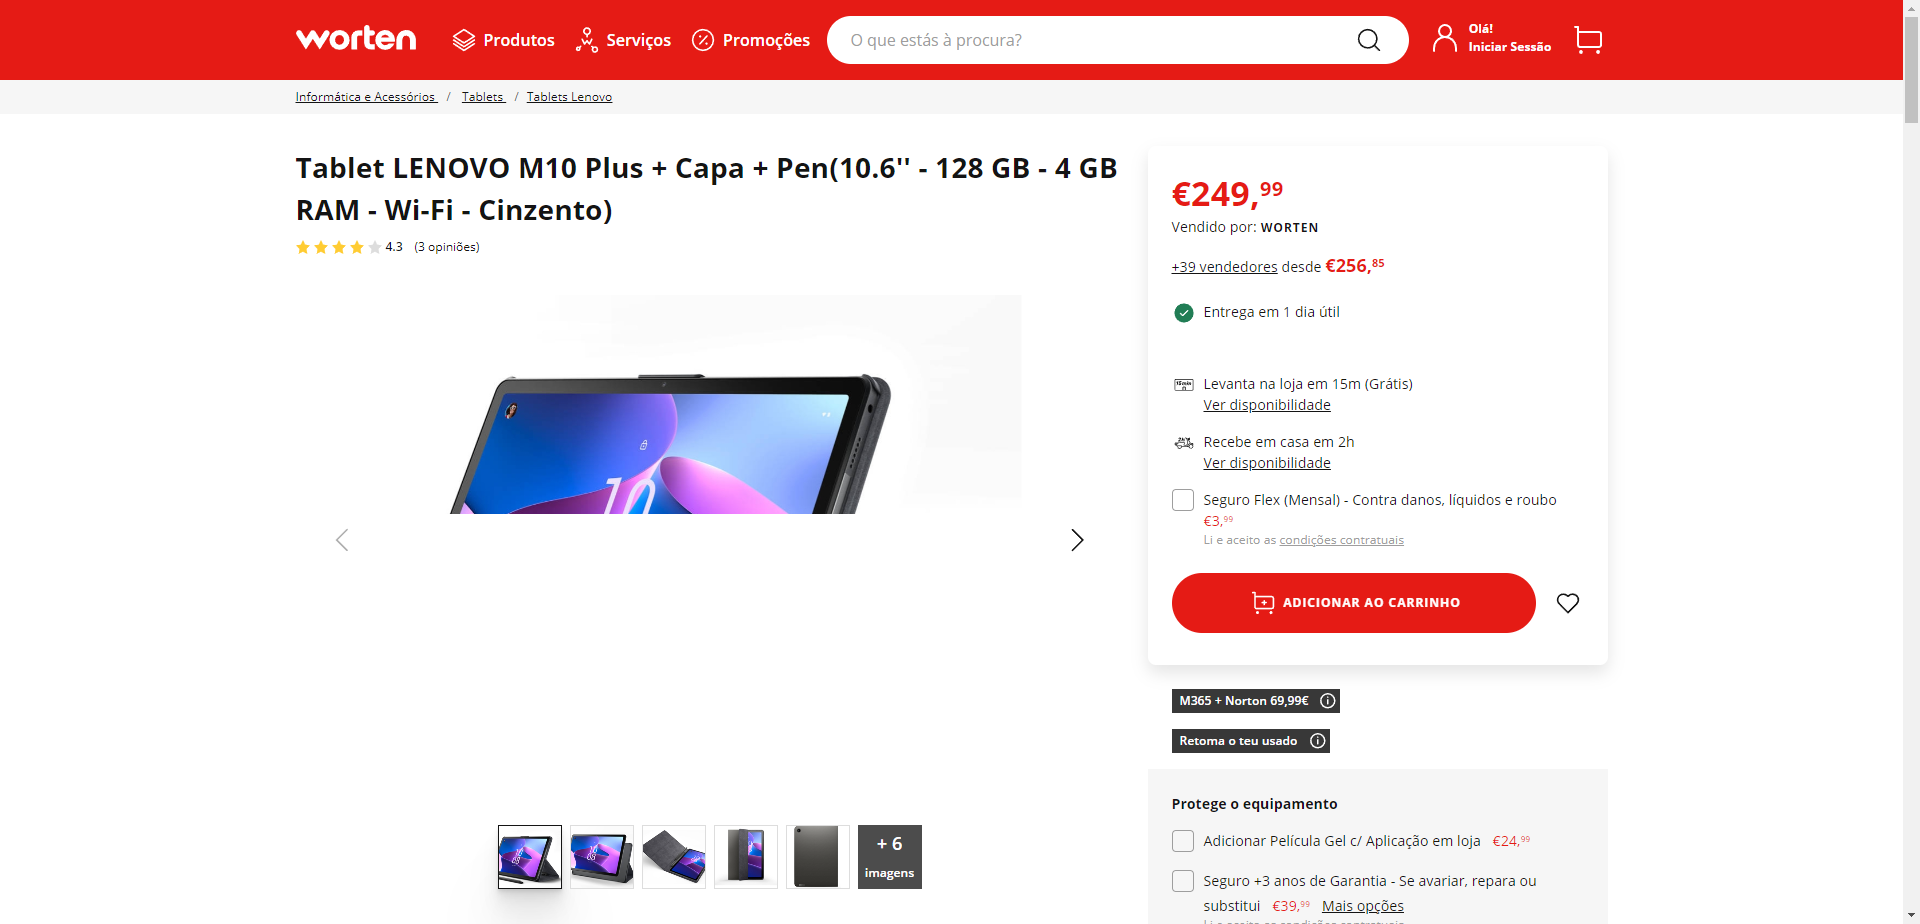 worten
Produtos
Serviços
Promoções
O que estás à procura?
Olá!
Iniciar Sessão
Informática e Acessórios / Tablets / Tablets Lenovo
Tablet LENOVO M10 Plus + Capa + Pen(10.6'' - 128 GB - 4 GB
RAM - Wi-Fi - Cinzento)
4.3 (3 opiniões)
10
+ 6
imagens
€249,99
Vendido por: WORTEN
+39 vendedores desde €256,85
Entrega em 1 dia útil
Levanta na loja em 15m (Grátis)
Ver disponibilidade
Recebe em casa em 2h
Ver disponibilidade
Seguro Flex (Mensal) - Contra danos, líquidos e roubo
€3,99
Li e aceito as condições contratuais
ADICIONAR AO CARRINHO
M365 + Norton 69,99€
Retoma o teu usado
Protege o equipamento
Adicionar Película Gel c/ Aplicação em loja €24,99
Seguro +3 anos de Garantia - Se avariar, repara ou
substitui €39,99 Mais opções
Li e aceito as condições contratuais